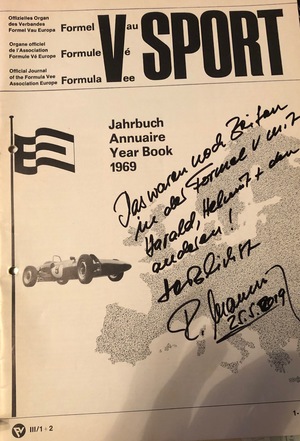 Offizielles Organ
des Verbandes
Formel Vau Europa
Organe officiel
de l'Association
Formule Vé Europe
Official Journal
of the Formula Vee
Association Europe
Formel Vau
Formule Vé
Formula Vee
SPORT
Jahrbuch
Annuaire
Year Book
1969
Das waren noch Zeiten
in der Formel V mit
Harald, Helmut + den
anderen!
Herzlichst
25.5.2019
III/1 - 2
1-